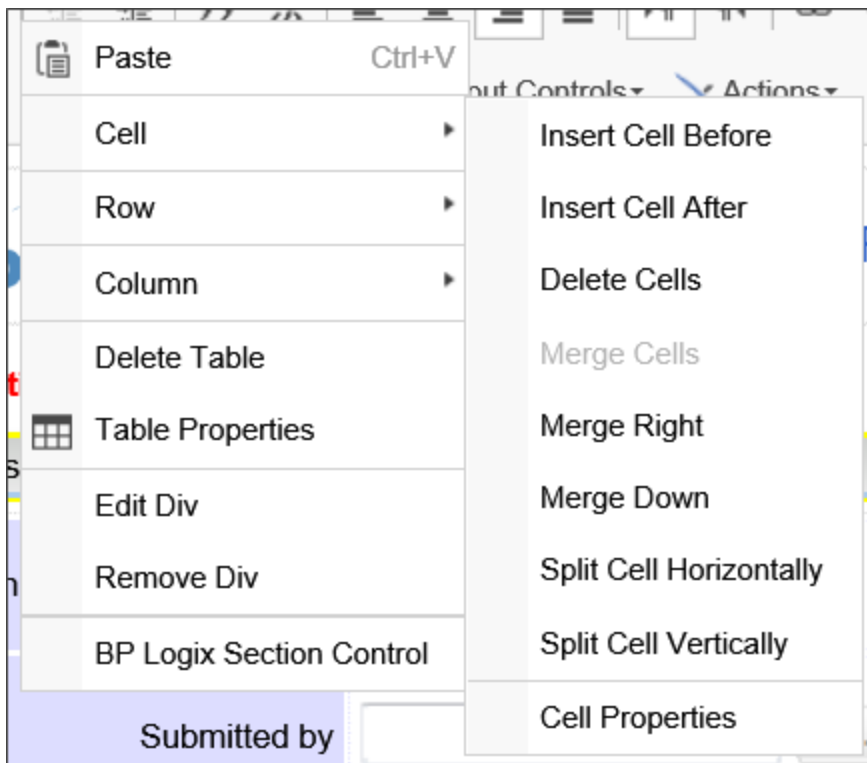 Paste Ctrl+V
Cell
Row
Column
Delete Table
Table Properties
Edit Div
Remove Div
BP Logix Section Control
Controls
Actions
Insert Cell Before
Insert Cell After
Delete Cells
Merge Cells
Merge Right
Merge Down
Split Cell Horizontally
Split Cell Vertically
Cell Properties
Submitted by